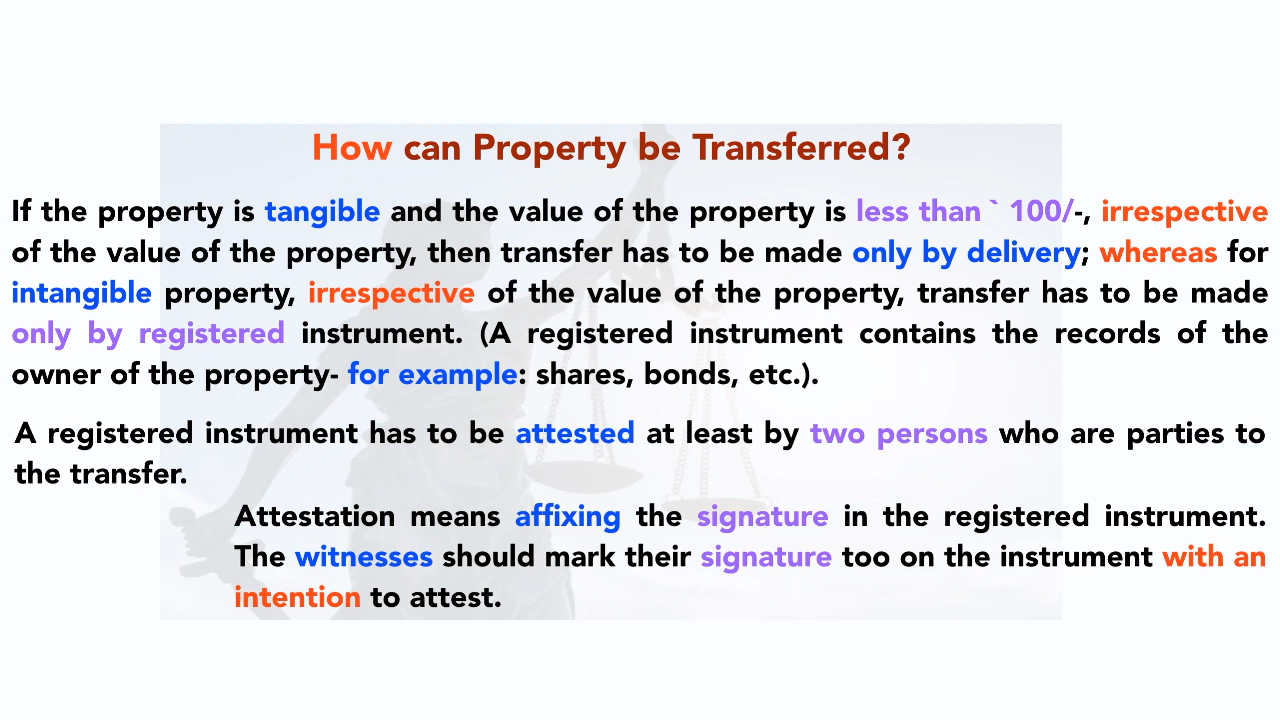 How can Property be Transferred?
If the property is tangible and the value of the property is less than ` 100/-, irrespective
of the value of the property, then transfer has to be made only by delivery; whereas for
intangible property, irrespective of the value of the property, transfer has to be made
only by registered instrument. (A registered instrument contains the records of the
owner of the property- for example: shares, bonds, etc.).
A registered instrument has to be attested at least by two persons who are parties to
the transfer.
Attestation means affixing the signature in the registered instrument.
The witnesses should mark their signature too on the instrument with an
intention to attest.